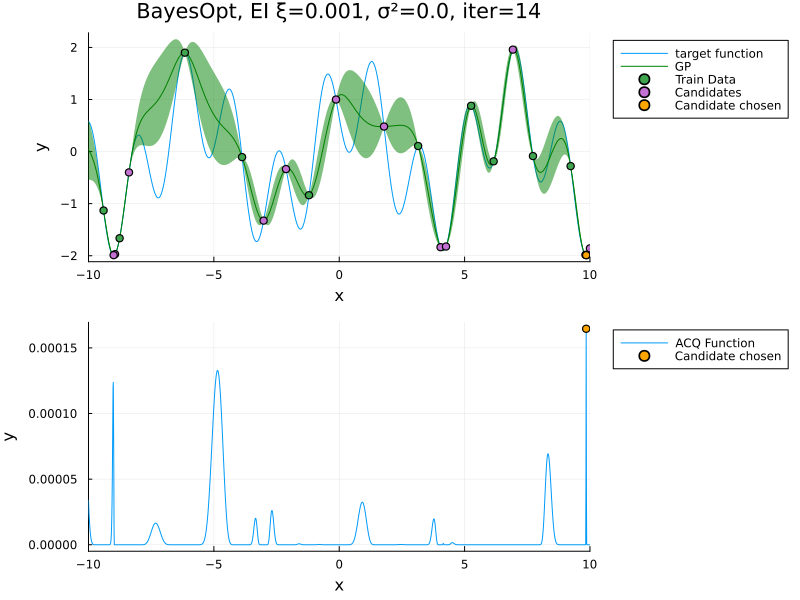 BayesOpt, EI ξ=0.001, σ²=0.0, iter=14
y
2
1
0
−1
−2
−10
−5
0
5
10
x
target function
GP
Train Data
Candidates
Candidate chosen
y
0.00015
0.00010
0.00005
0.00000
−10
−5
0
5
10
x
ACQ Function
Candidate chosen